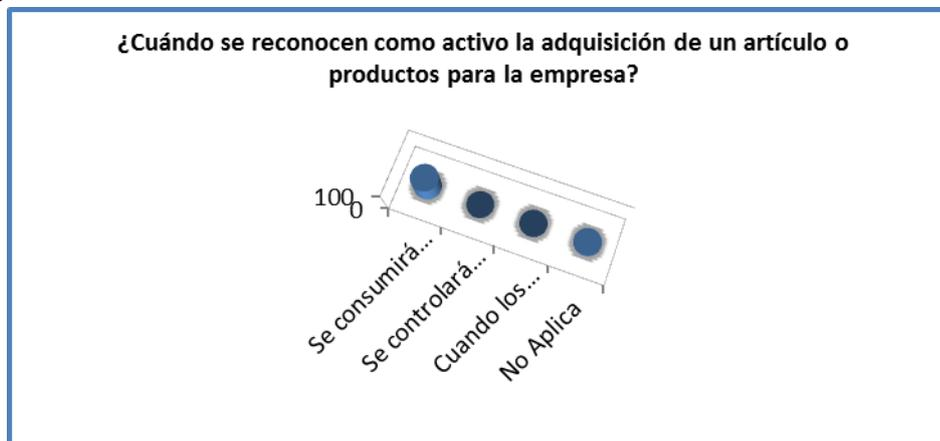 ¿Cuándo se reconocen como activo la adquisición de un artículo o
productos para la empresa?
100
0
Se consumirá...
Se controlará...
Cuando los...
No Aplica